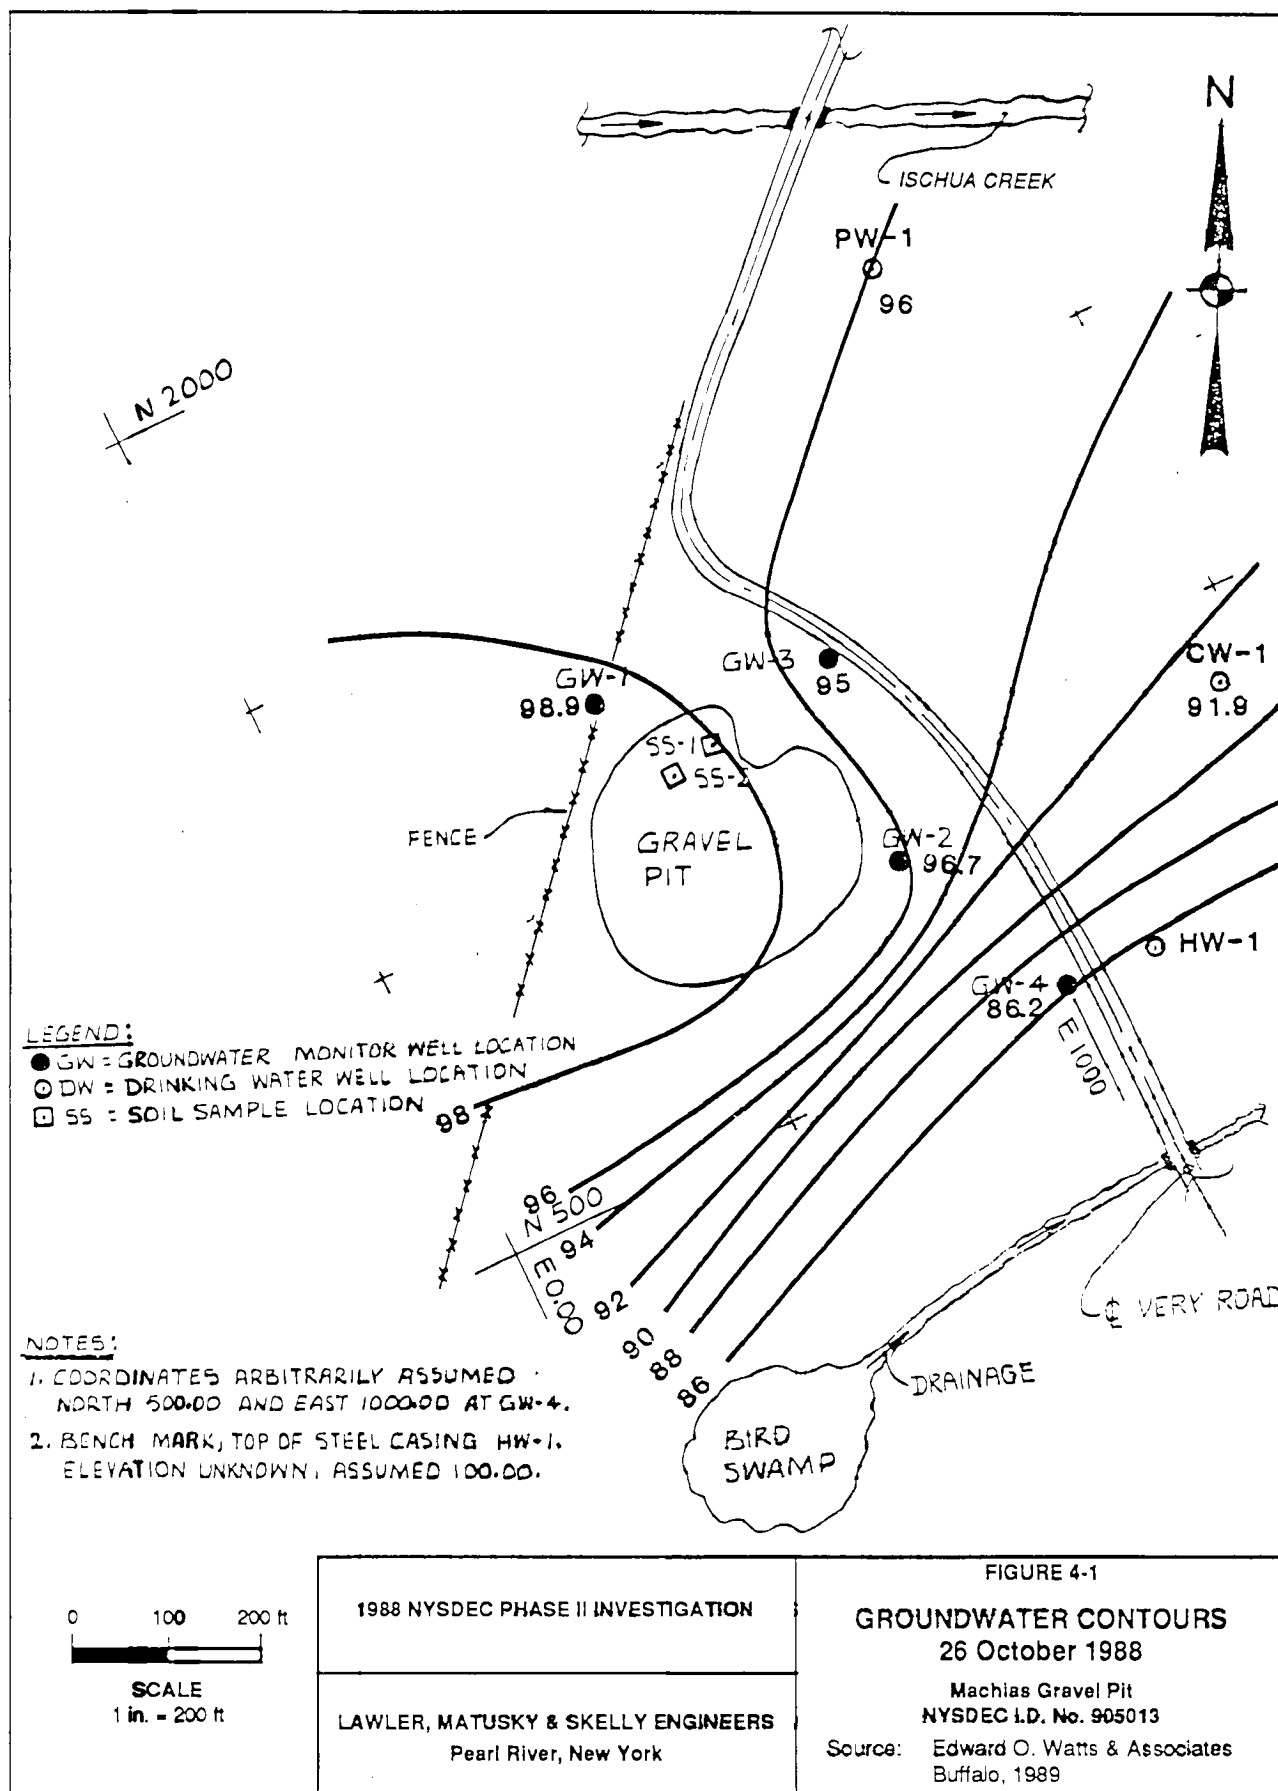 N
ISCHUA CREEK
PW-1
96
N 2000
CW-1
91.9
GW-3
95
GW-1
98.9
SS-1
SS-2
FENCE
GRAVEL
PIT
GW-2
96.7
HW-1
GW-4
86.2
E 1000
LEGEND:
GW = GROUNDWATER MONITOR WELL LOCATION
DW = DRINKING WATER WELL LOCATION
SS = SOIL SAMPLE LOCATION
98
96
N 500
94
E 0.00
92
90
88
86
℄ VERY ROAD
DRAINAGE
BIRD
SWAMP
NOTES:
1. COORDINATES ARBITRARILY ASSUMED
NORTH 500.00 AND EAST 1000.00 AT GW-4.
2. BENCH MARK, TOP OF STEEL CASING HW-1.
ELEVATION UNKNOWN, ASSUMED 100.00.
0 100 200 ft
SCALE
1 in. = 200 ft
1988 NYSDEC PHASE II INVESTIGATION
LAWLER, MATUSKY & SKELLY ENGINEERS
Pearl River, New York
FIGURE 4-1
GROUNDWATER CONTOURS
26 October 1988
Machias Gravel Pit
NYSDEC I.D. No. 905013
Source: Edward O. Watts & Associates
Buffalo, 1989